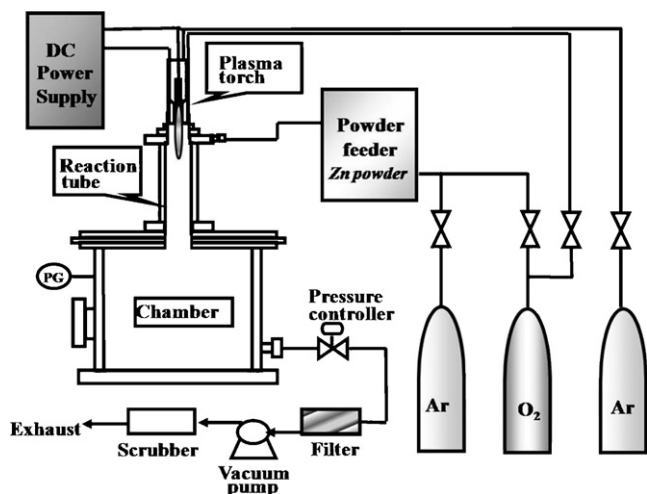 DC
Power
Supply
Plasma
torch
Powder
feeder
Zn powder
Reaction
tube
PG
Chamber
Pressure
controller
Ar
O₂
Ar
Exhaust
Scrubber
Vacuum
pump
Filter